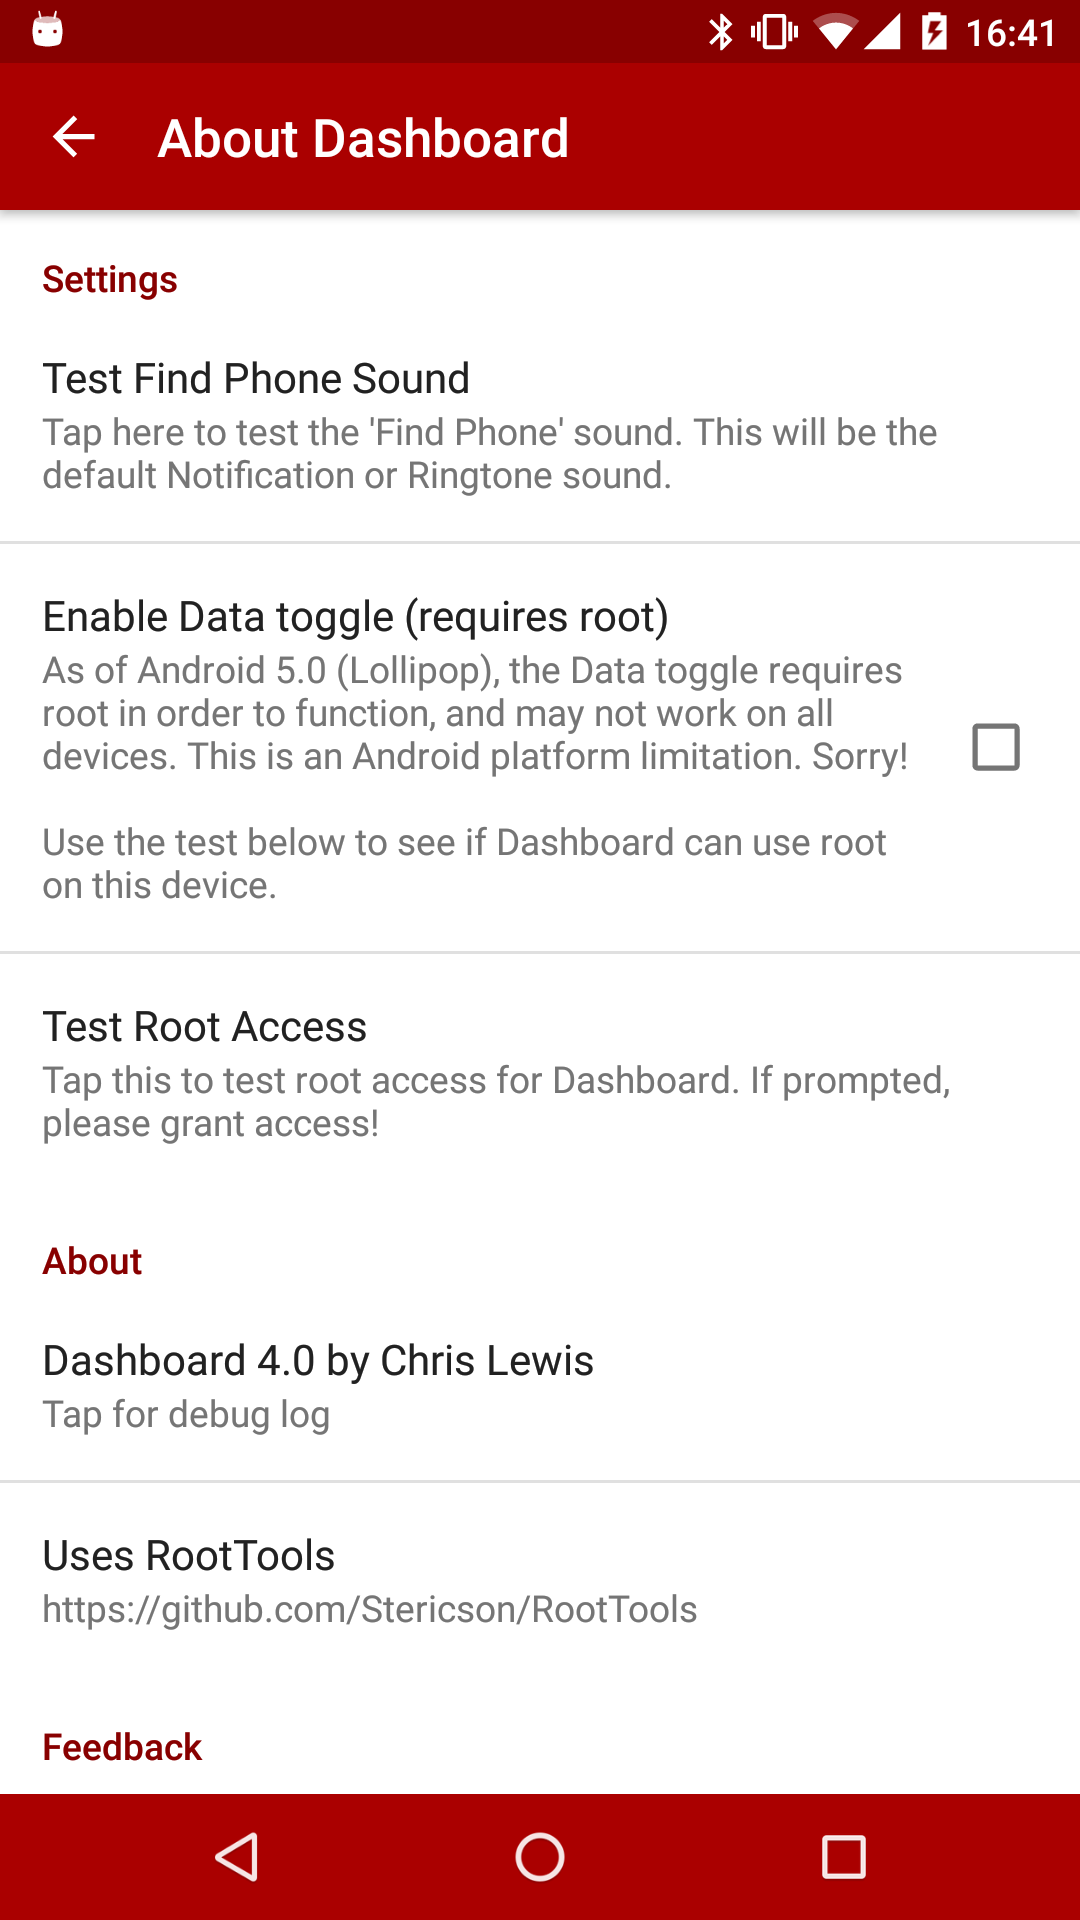 16:41
About Dashboard
Settings
Test Find Phone Sound
Tap here to test the 'Find Phone' sound. This will be the
default Notification or Ringtone sound.
Enable Data toggle (requires root)
As of Android 5.0 (Lollipop), the Data toggle requires
root in order to function, and may not work on all
devices. This is an Android platform limitation. Sorry!
Use the test below to see if Dashboard can use root
on this device.
Test Root Access
Tap this to test root access for Dashboard. If prompted,
please grant access!
About
Dashboard 4.0 by Chris Lewis
Tap for debug log
Uses RootTools
https://github.com/Stericson/RootTools
Feedback